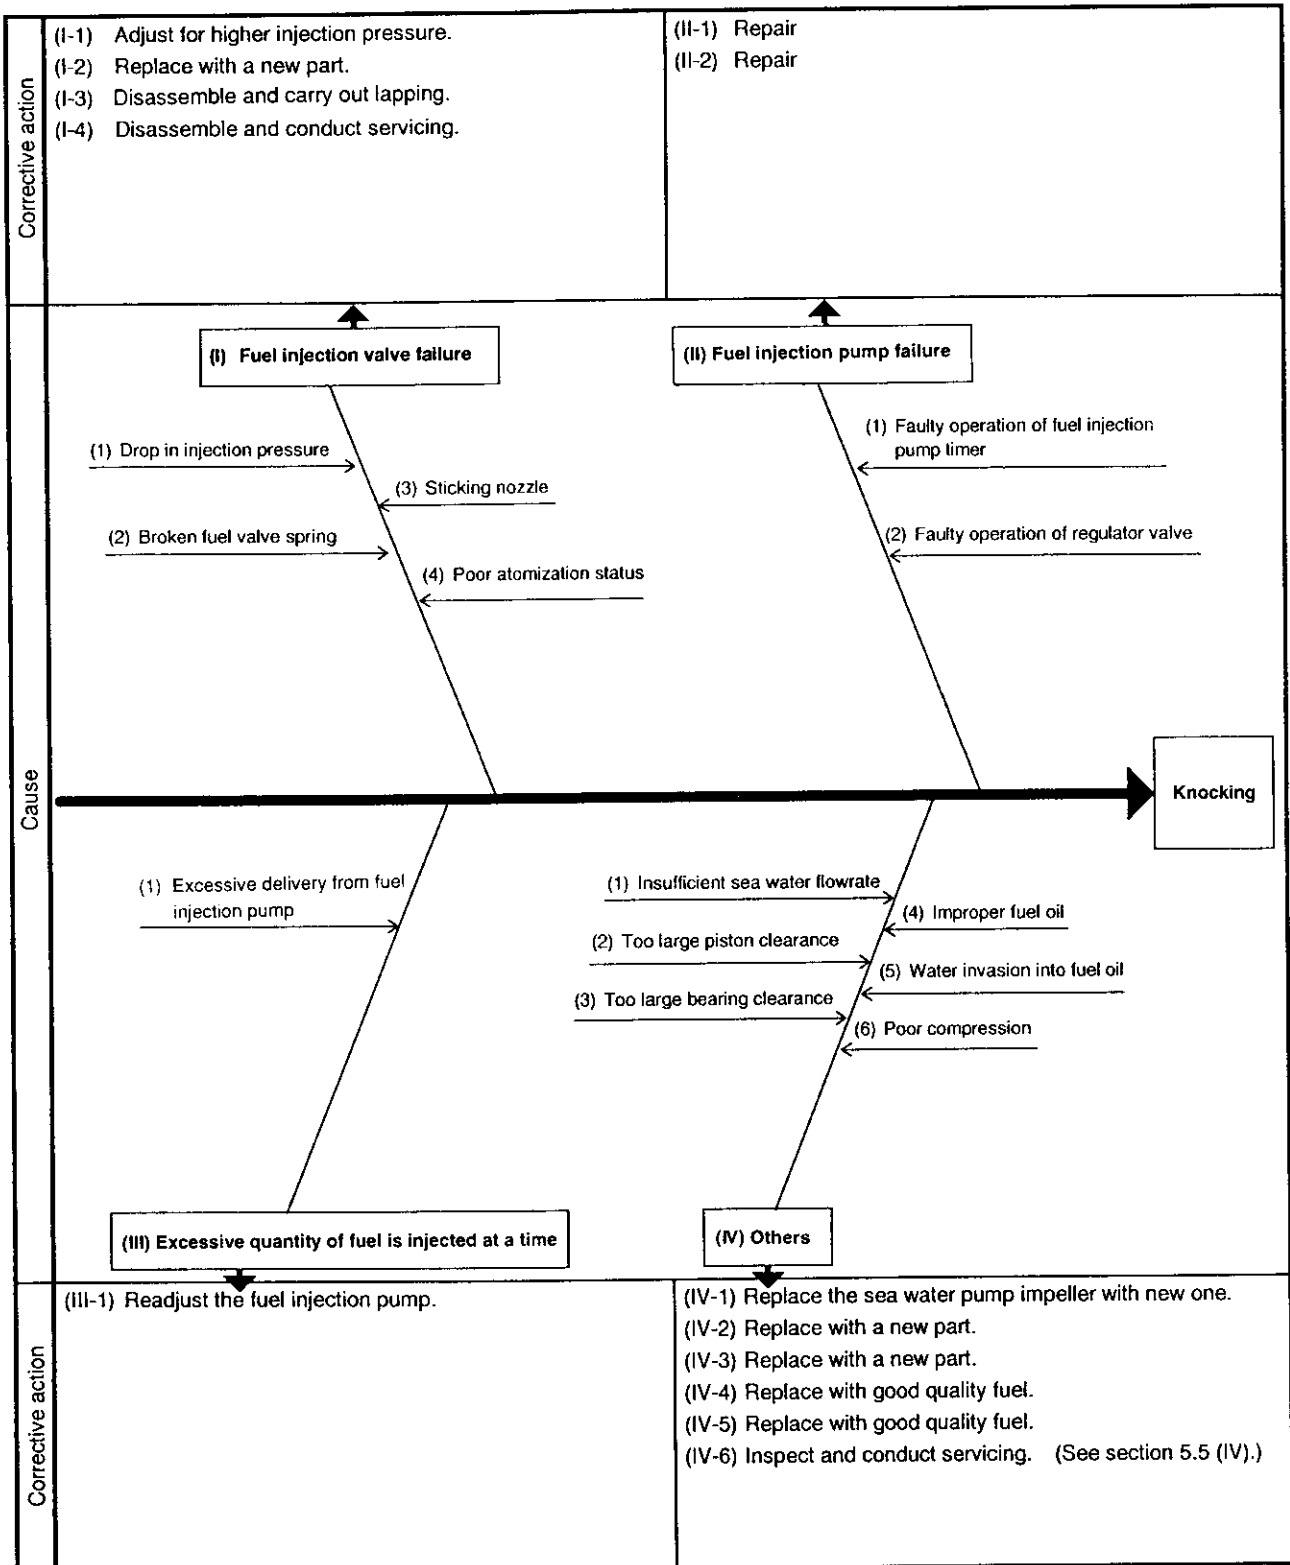 Corrective action
(I-1) Adjust for higher injection pressure.
(I-2) Replace with a new part.
(I-3) Disassemble and carry out lapping.
(I-4) Disassemble and conduct servicing.
(II-1) Repair
(II-2) Repair
Cause
(I) Fuel injection valve failure
(II) Fuel injection pump failure
(1) Drop in injection pressure
(3) Sticking nozzle
(2) Broken fuel valve spring
(4) Poor atomization status
(1) Faulty operation of fuel injection
pump timer
(2) Faulty operation of regulator valve
Knocking
(1) Excessive delivery from fuel
injection pump
(1) Insufficient sea water flowrate
(4) Improper fuel oil
(2) Too large piston clearance
(5) Water invasion into fuel oil
(3) Too large bearing clearance
(6) Poor compression
(III) Excessive quantity of fuel is injected at a time
(IV) Others
Corrective action
(III-1) Readjust the fuel injection pump.
(IV-1) Replace the sea water pump impeller with new one.
(IV-2) Replace with a new part.
(IV-3) Replace with a new part.
(IV-4) Replace with good quality fuel.
(IV-5) Replace with good quality fuel.
(IV-6) Inspect and conduct servicing. (See section 5.5 (IV).)